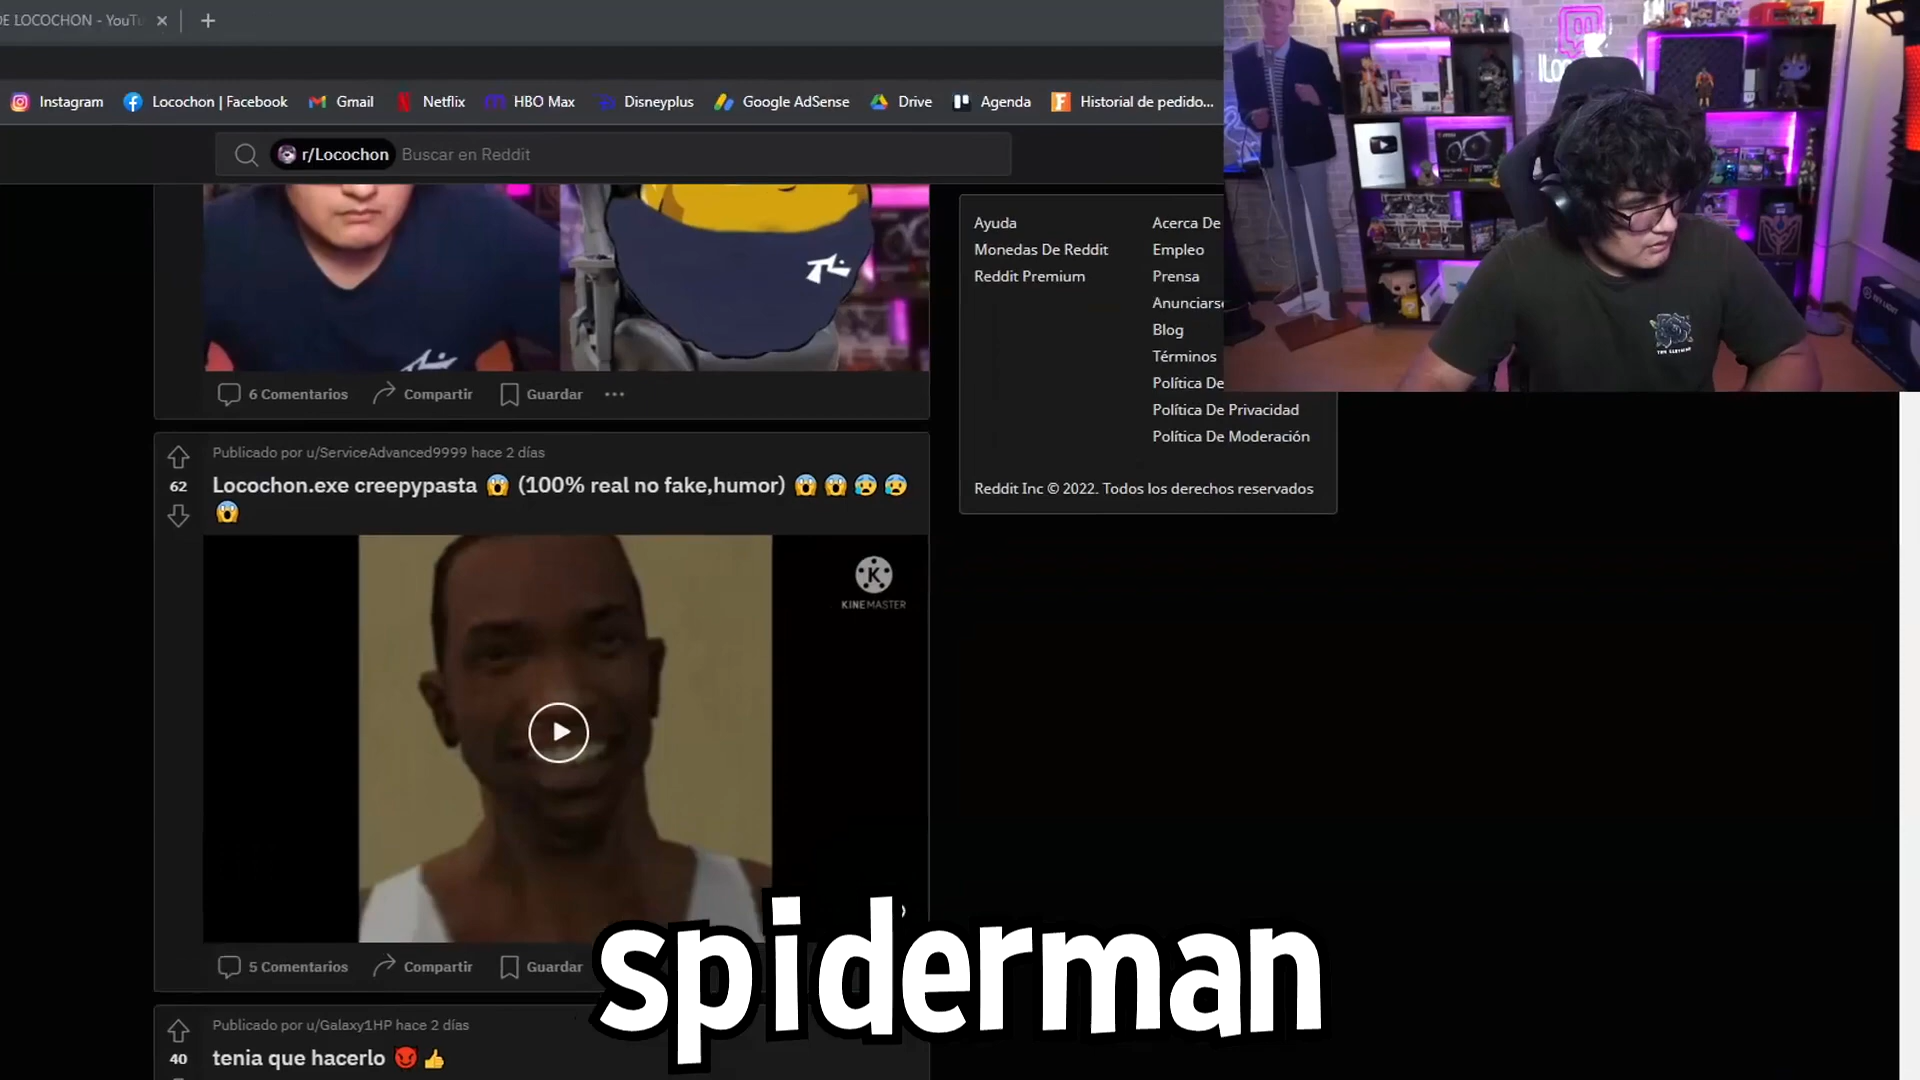 DE LOCOCHON - YouTu
Instagram
Locochon | Facebook
Gmail
Netflix
HBO Max
Disneyplus
Google AdSense
Drive
Agenda
Historial de pedido...
r/Locochon
Buscar en Reddit
Ayuda
Monedas De Reddit
Reddit Premium
Acerca De
Empleo
Prensa
Anunciarse
Blog
Términos
Política De
Política De Privacidad
Política De Moderación
Reddit Inc © 2022. Todos los derechos reservados
6 Comentarios
Compartir
Guardar
Publicado por u/ServiceAdvanced9999 hace 2 días
62
Locochon.exe creepypasta 😱 (100% real no fake,humor) 😱 😱 😰 😰
😱
K
KINEMASTER
5 Comentarios
Compartir
Guardar
spiderman
Publicado por u/Galaxy1HP hace 2 días
40
tenia que hacerlo 😈 👍